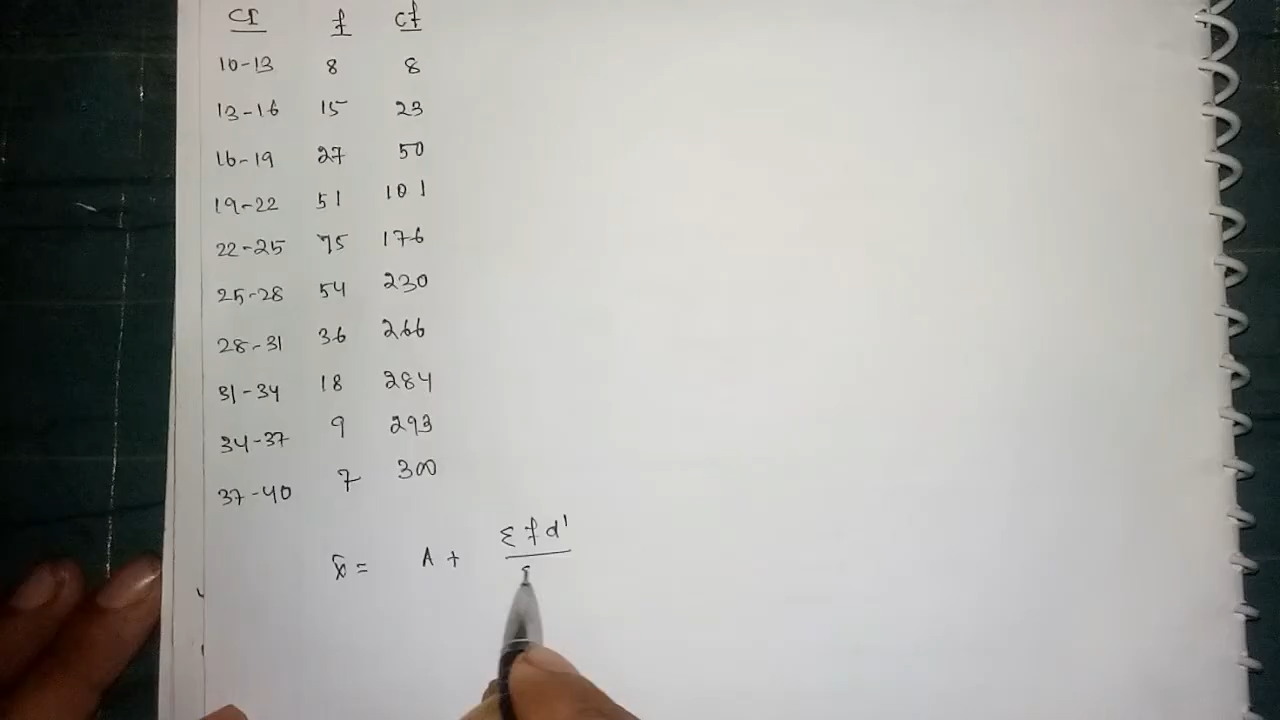 CI f cf
10-13 8 8
13-16 15 23
16-19 27 50
19-22 51 101
22-25 75 176
25-28 54 230
28-31 36 266
31-34 18 284
34-37 9 293
37-40 7 300
x̄ = A + Σfd'